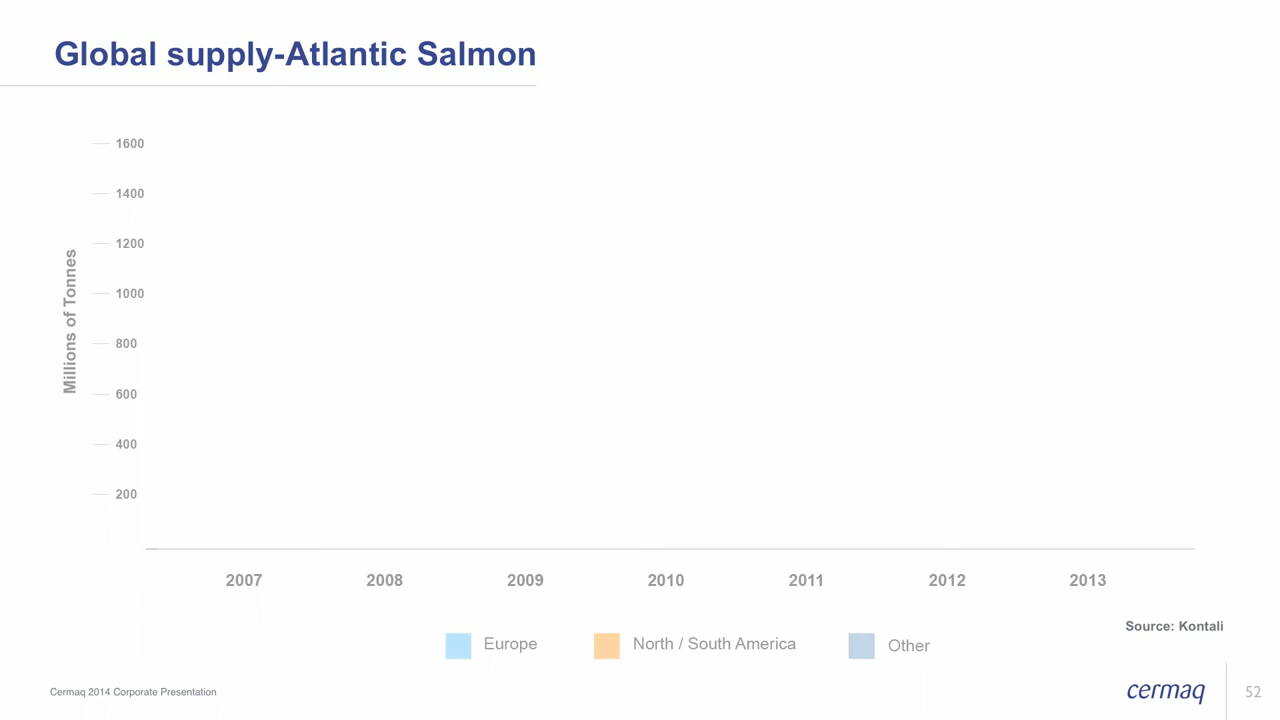 Global supply-Atlantic Salmon
1600
1400
1200
1000
800
600
400
200
Millions of Tonnes
2007 2008 2009 2010 2011 2012 2013
Source: Kontali
Europe North / South America Other
Cermaq 2014 Corporate Presentation
cermaq
52